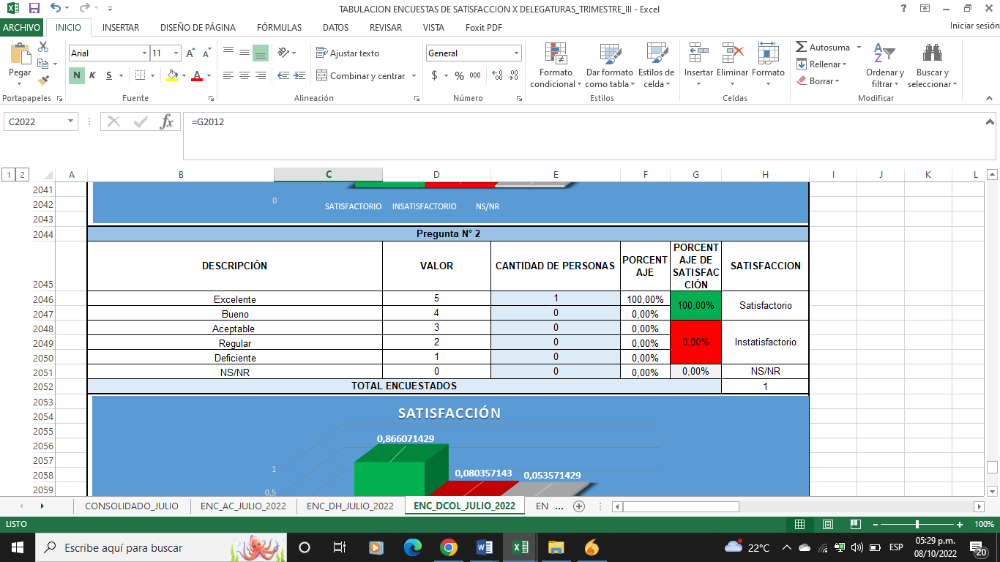 TABULACION ENCUESTAS DE SATISFACCION X DELEGATURAS_TRIMESTRE_III - Excel
ARCHIVO INICIO INSERTAR DISEÑO DE PÁGINA FÓRMULAS DATOS REVISAR VISTA Foxit PDF Iniciar sesión
Pegar
Portapapeles
Arial 11
N K S
Fuente
Ajustar texto
Combinar y centrar
Alineación
General
$ % 000
Número
Formato condicional
Dar formato como tabla
Estilos de celda
Estilos
Insertar Eliminar Formato
Celdas
Autosuma
Rellenar
Borrar
Ordenar y filtrar
Buscar y seleccionar
Modificar
C2022 fx =G2012
1 2
A B C D E F G H I J K L
2041
2042 0 SATISFACTORIO INSATISFACTORIO NS/NR
2043
2044 Pregunta N° 2
2045 DESCRIPCIÓN VALOR CANTIDAD DE PERSONAS PORCENTAJE PORCENTAJE DE SATISFACCIÓN SATISFACCION
2046 Excelente 5 1 100,00% 100,00% Satisfactorio
2047 Bueno 4 0 0,00%
2048 Aceptable 3 0 0,00%
2049 Regular 2 0 0,00% 0,00% Instatisfactorio
2050 Deficiente 1 0 0,00%
2051 NS/NR 0 0 0,00% 0,00% NS/NR
2052 TOTAL ENCUESTADOS 1
2053
2054 SATISFACCIÓN
2055
2056 0,866071429
2057
2058 1 0,080357143 0,053571429
2059 0,5
CONSOLIDADO_JULIO ENC_AC_JULIO_2022 ENC_DH_JULIO_2022 ENC_DCOL_JULIO_2022 EN ...
LISTO 100%
Escribe aquí para buscar
22°C ESP
05:29 p.m.
08/10/2022
20